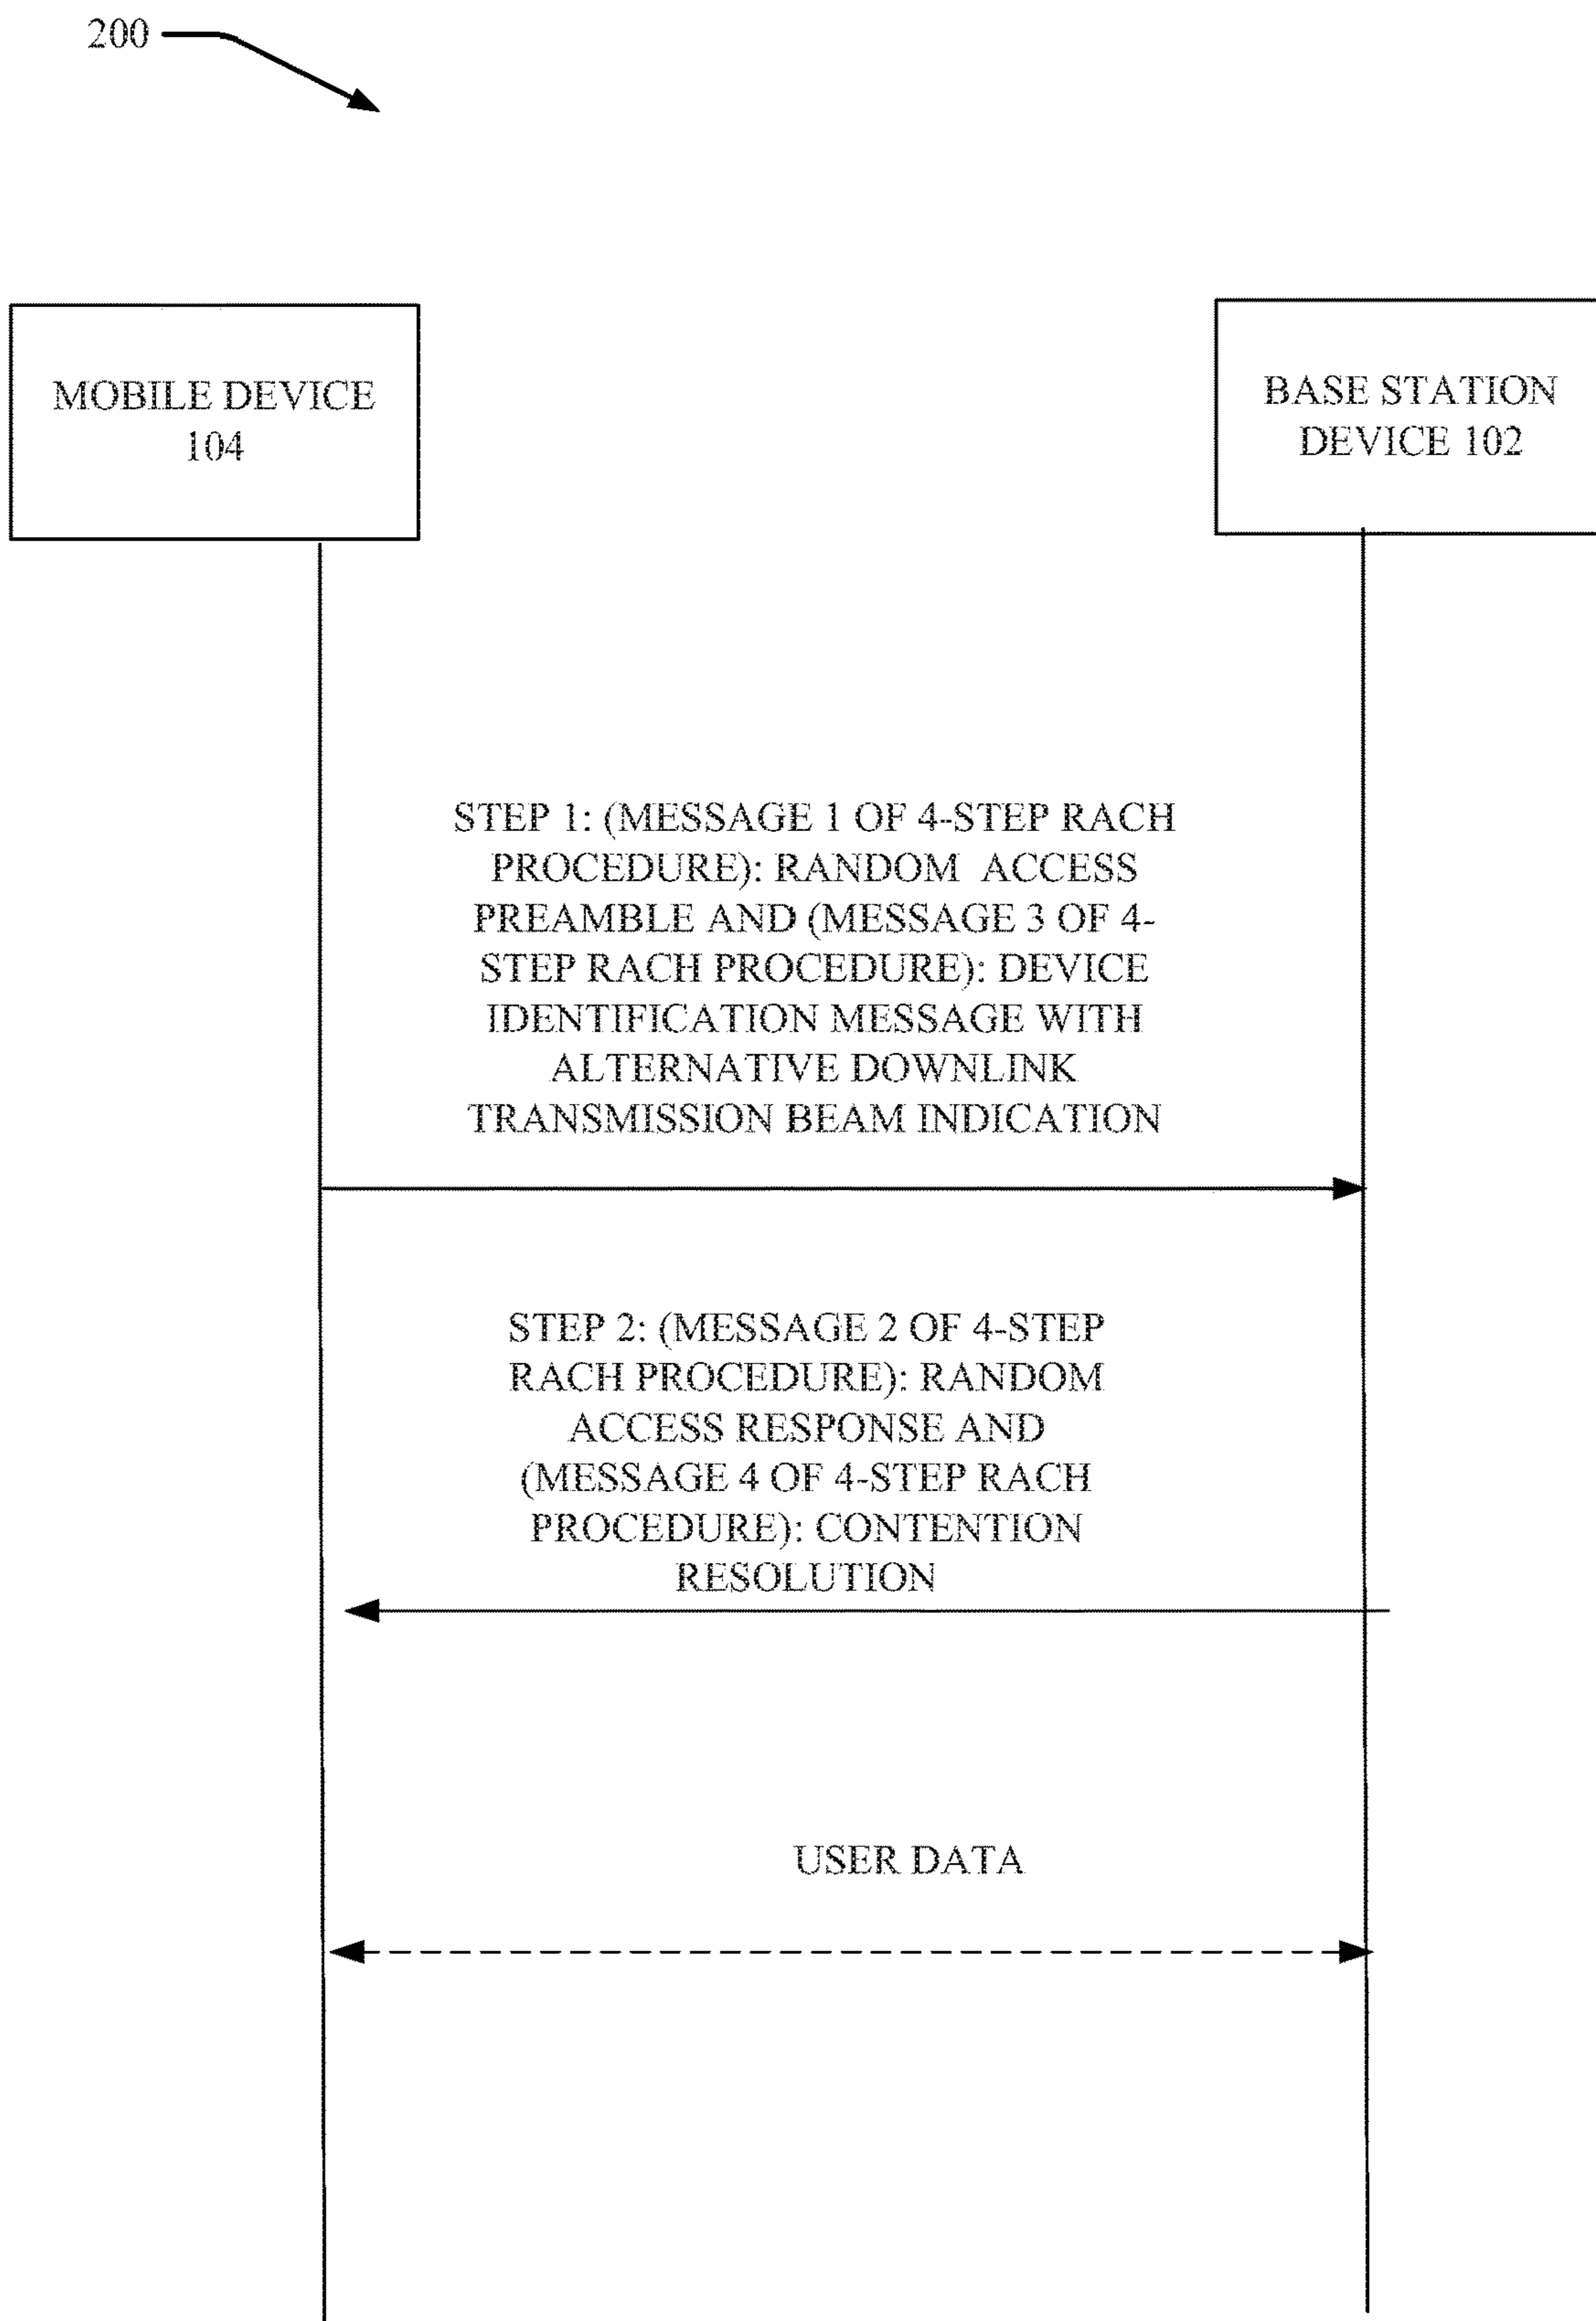 200
MOBILE DEVICE
104
BASE STATION
DEVICE 102
STEP 1: (MESSAGE 1 OF 4-STEP RACH
PROCEDURE): RANDOM ACCESS
PREAMBLE AND (MESSAGE 3 OF 4-
STEP RACH PROCEDURE): DEVICE
IDENTIFICATION MESSAGE WITH
ALTERNATIVE DOWNLINK
TRANSMISSION BEAM INDICATION
STEP 2: (MESSAGE 2 OF 4-STEP
RACH PROCEDURE): RANDOM
ACCESS RESPONSE AND
(MESSAGE 4 OF 4-STEP RACH
PROCEDURE): CONTENTION
RESOLUTION
USER DATA